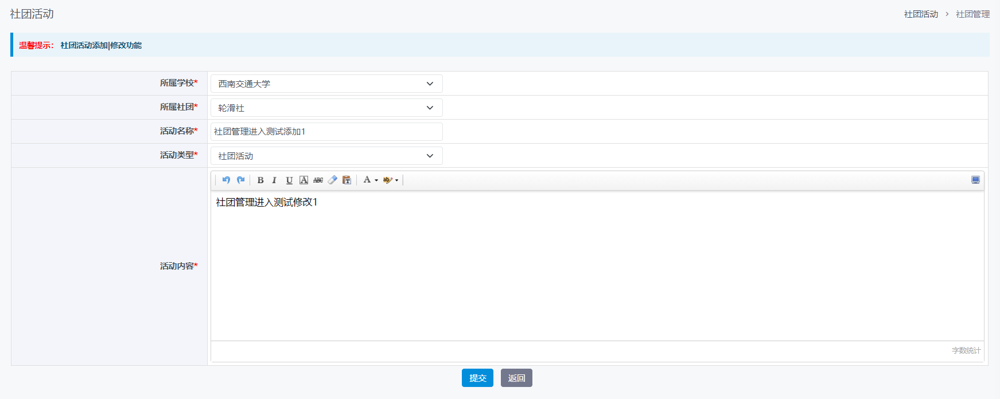 社团活动
社团活动 > 社团管理
温馨提示： 社团活动添加|修改功能
所属学校* 西南交通大学
所属社团* 轮滑社
活动名称* 社团管理进入测试添加1
活动类型* 社团活动
B I U A ABC T A ab
社团管理进入测试修改1
活动内容*
字数统计
提交 返回